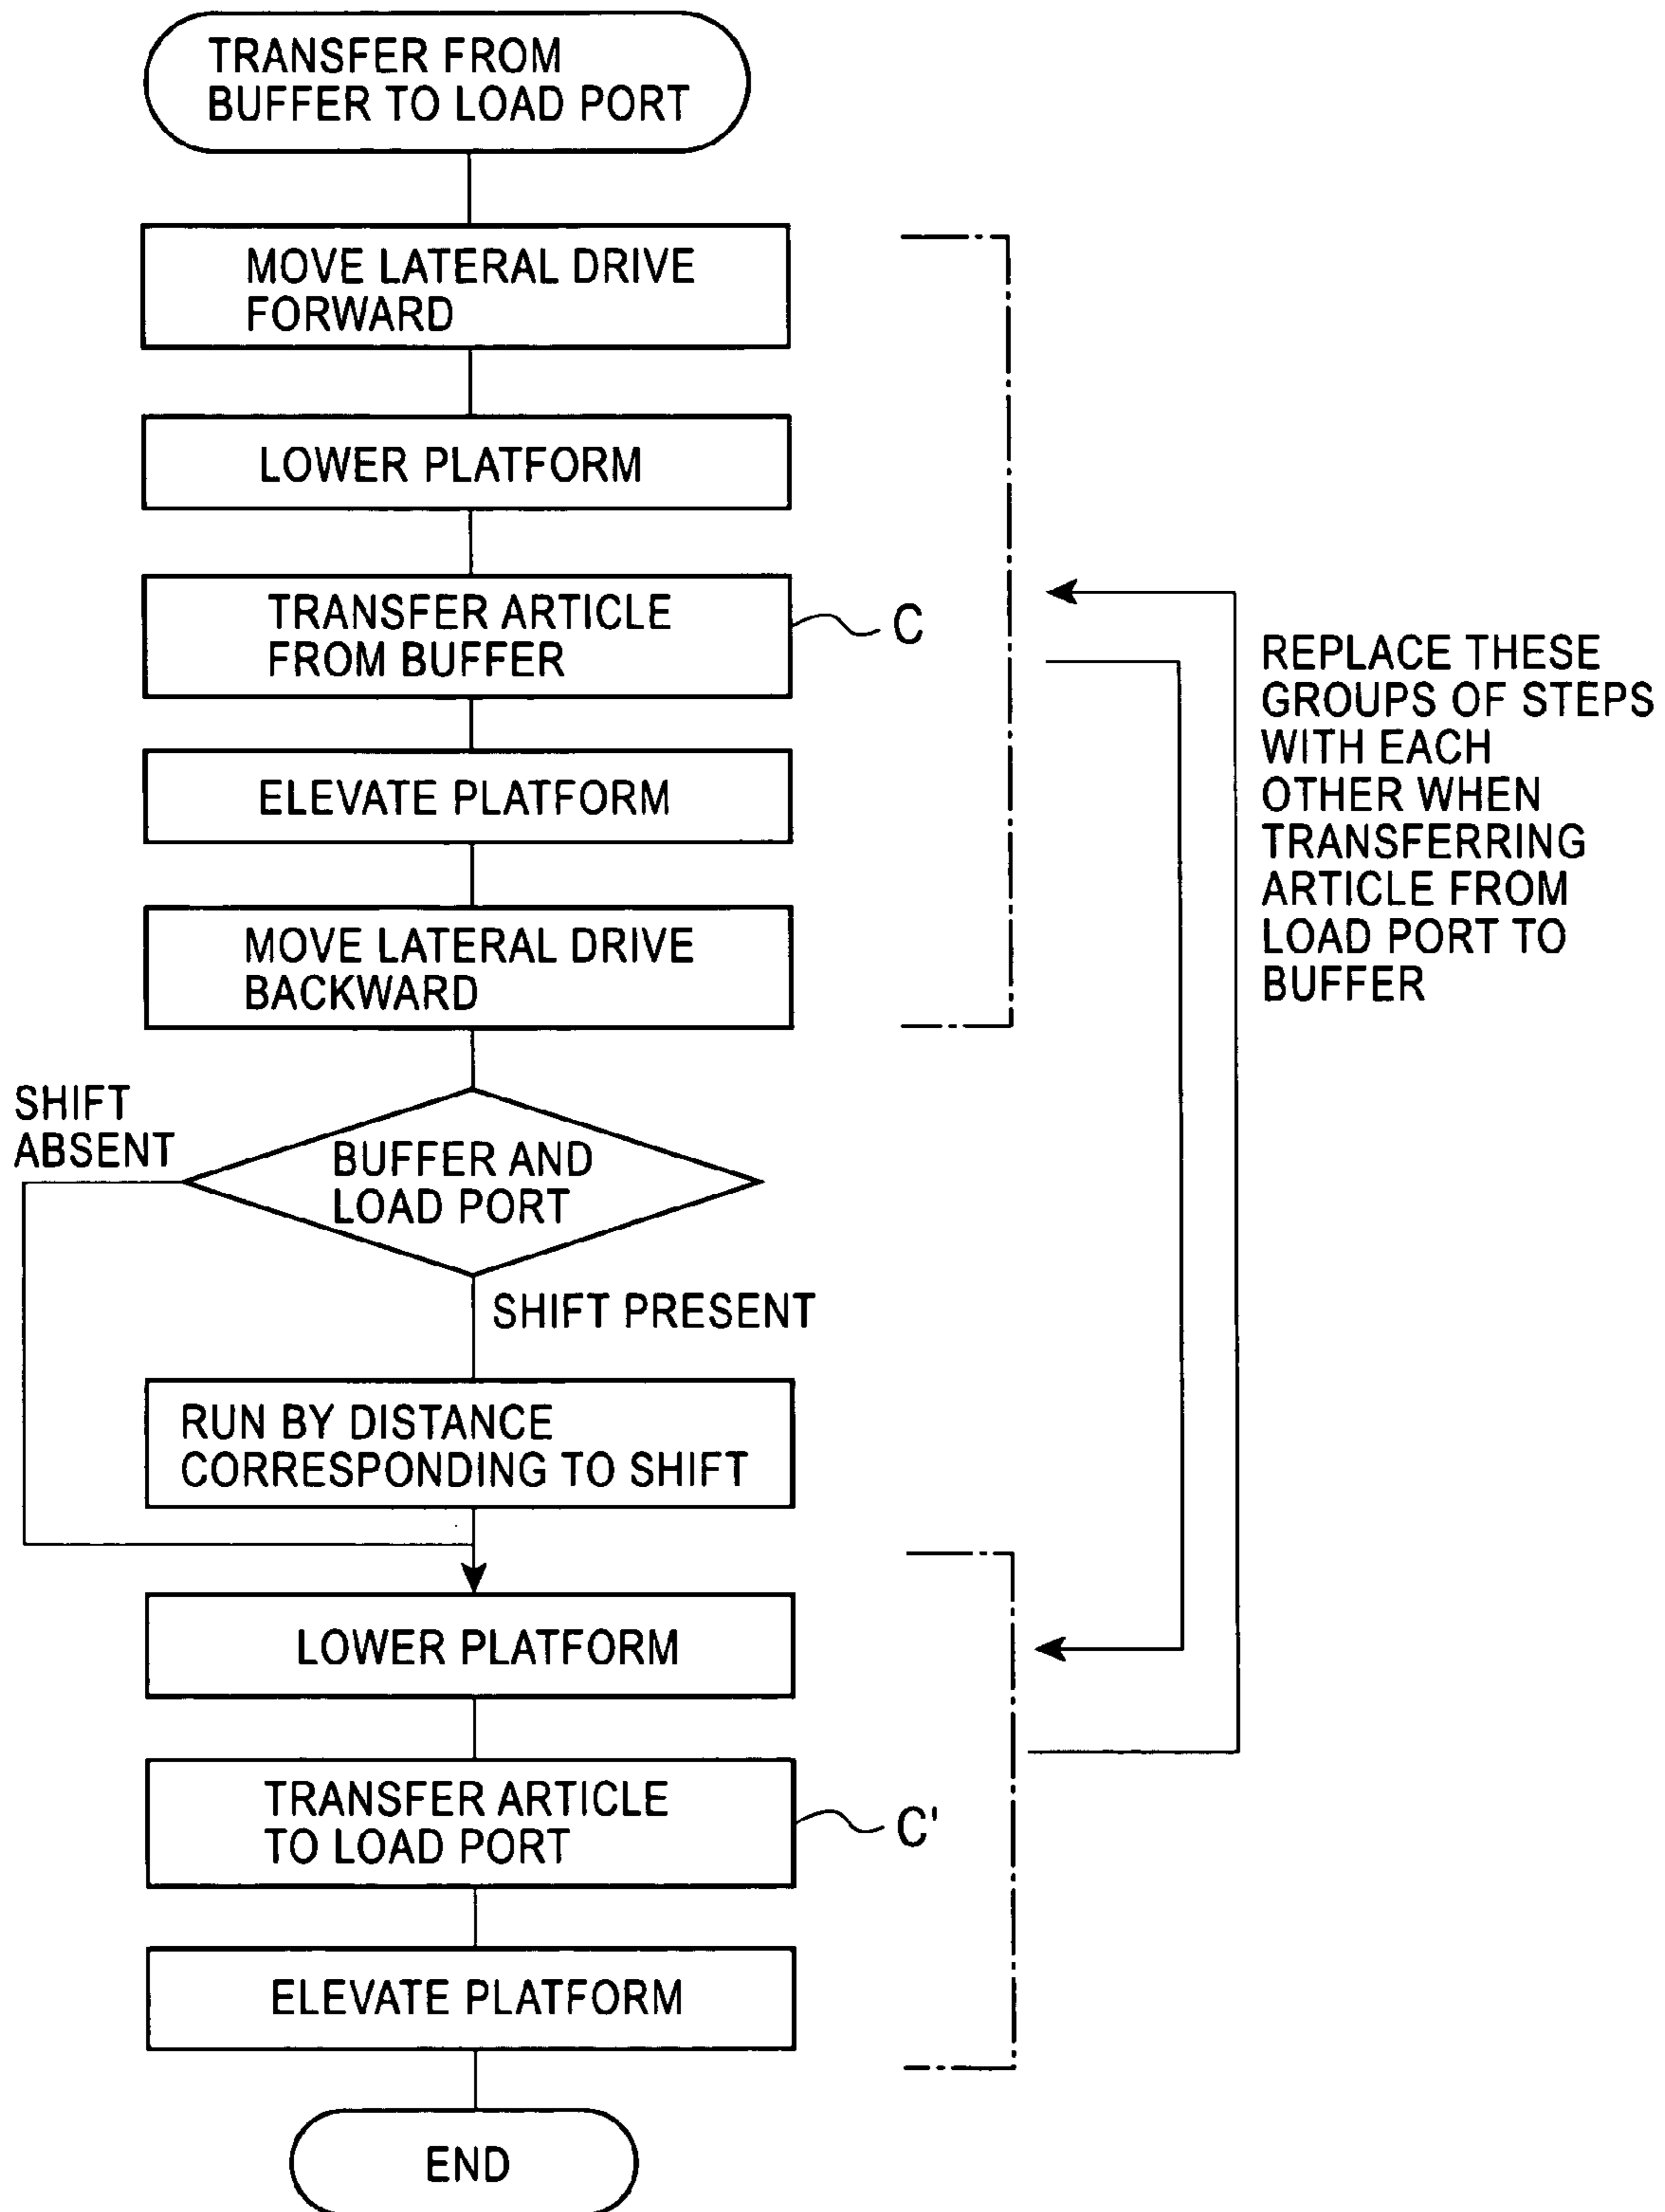 TRANSFER FROM
BUFFER TO LOAD PORT
MOVE LATERAL DRIVE
FORWARD
LOWER PLATFORM
TRANSFER ARTICLE
FROM BUFFER
C
ELEVATE PLATFORM
MOVE LATERAL DRIVE
BACKWARD
REPLACE THESE
GROUPS OF STEPS
WITH EACH
OTHER WHEN
TRANSFERRING
ARTICLE FROM
LOAD PORT TO
BUFFER
SHIFT
ABSENT
BUFFER AND
LOAD PORT
SHIFT PRESENT
RUN BY DISTANCE
CORRESPONDING TO SHIFT
LOWER PLATFORM
TRANSFER ARTICLE
TO LOAD PORT
C'
ELEVATE PLATFORM
END